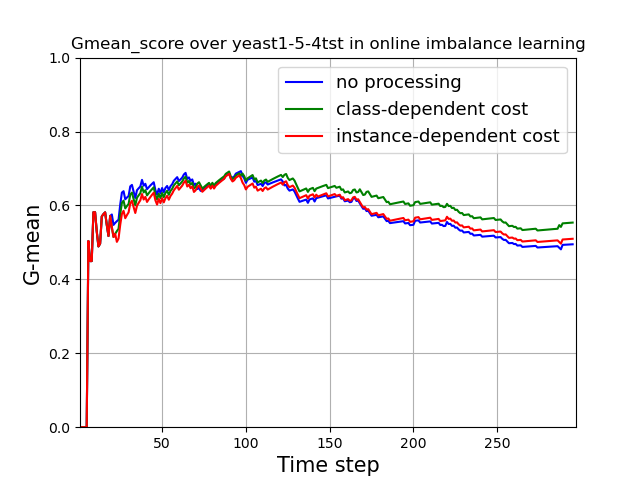 Gmean_score over yeast1-5-4tst in online imbalance learning
no processing
class-dependent cost
instance-dependent cost
G-mean
1.0
0.8
0.6
0.4
0.2
0.0
50 100 150 200 250
Time step